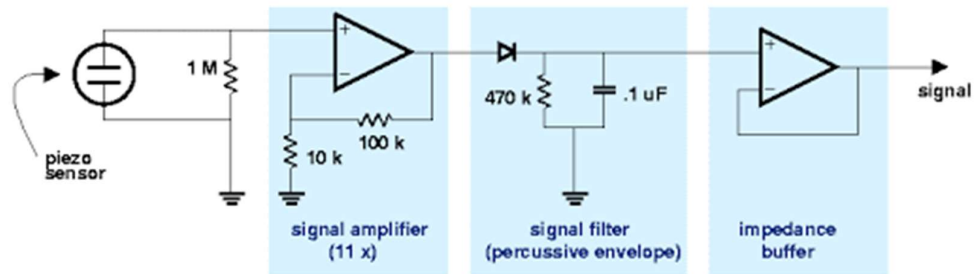 piezo
sensor
1 M
+
−
10 k
100 k
signal amplifier
(11 x)
470 k
.1 uF
signal filter
(percussive envelope)
+
−
impedance
buffer
signal